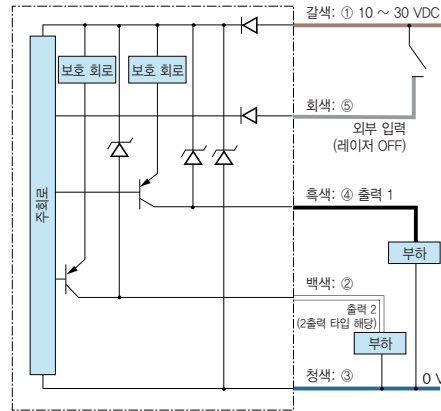 갈색: ① 10 ~ 30 VDC
보호 회로
보호 회로
회색: ⑤
외부 입력
(레이저 OFF)
주회로
흑색: ④ 출력 1
부하
백색: ②
출력 2
(2출력 타입 해당)
부하
청색: ③
0 V